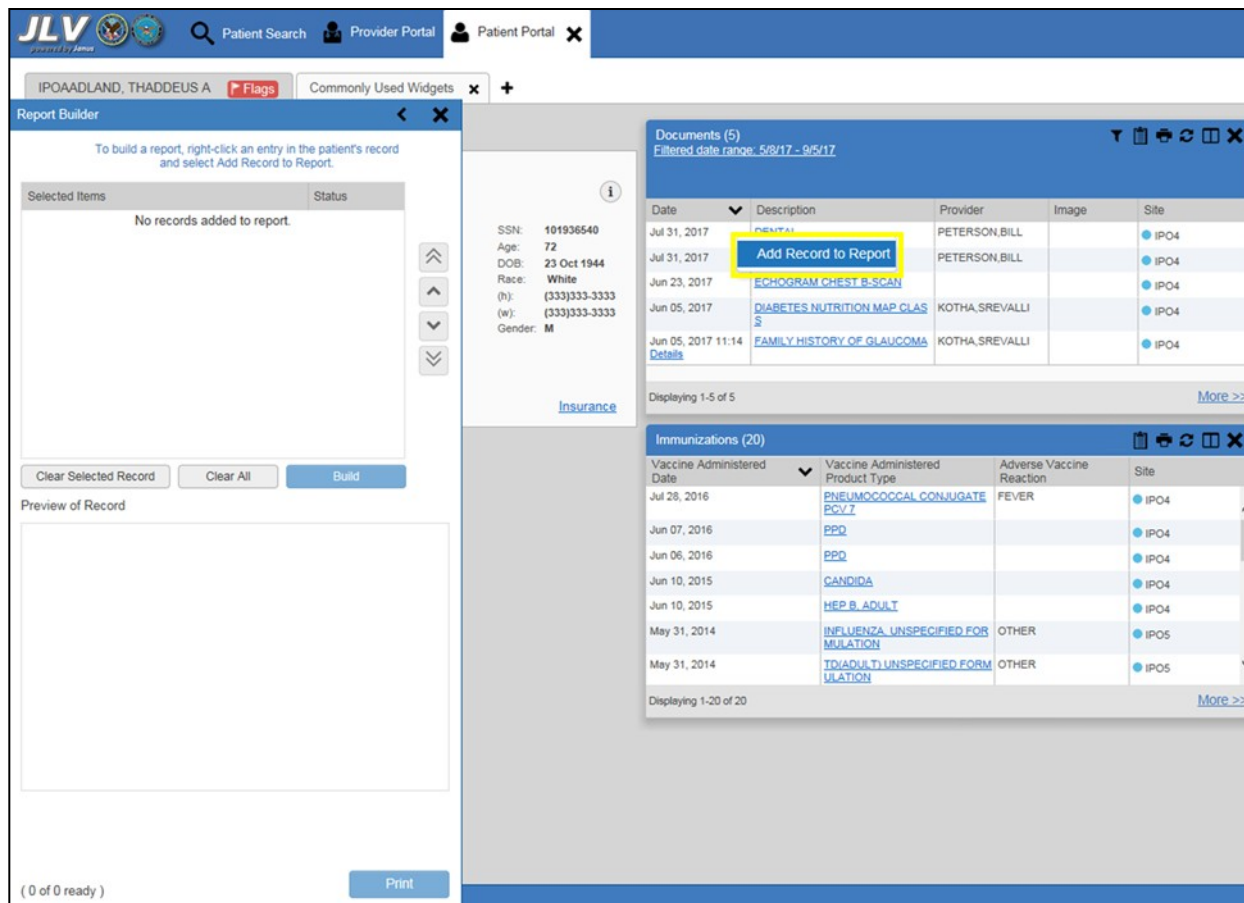 JLV
powered by Janus
Patient Search
Provider Portal
Patient Portal
IPOAADLAND, THADDEUS A
Flags
Commonly Used Widgets
Report Builder
To build a report, right-click an entry in the patient's record
and select Add Record to Report.
Selected Items Status
No records added to report.
Clear Selected Record
Clear All
Build
Preview of Record
( 0 of 0 ready )
Print
SSN: 101936540
Age: 72
DOB: 23 Oct 1944
Race: White
(h): (333)333-3333
(w): (333)333-3333
Gender: M
Insurance
Documents (5)
Filtered date range: 5/8/17 - 9/5/17
Date Description Provider Image Site
Jul 31, 2017 DENTAL PETERSON,BILL IPO4
Jul 31, 2017 PETERSON,BILL IPO4
Add Record to Report
Jun 23, 2017 ECHOGRAM CHEST B-SCAN IPO4
Jun 05, 2017 DIABETES NUTRITION MAP CLAS KOTHA,SREVALLI IPO4
S
Jun 05, 2017 11:14 FAMILY HISTORY OF GLAUCOMA KOTHA,SREVALLI IPO4
Details
Displaying 1-5 of 5
More >>
Immunizations (20)
Vaccine Administered Vaccine Administered Adverse Vaccine Site
Date Product Type Reaction
Jul 28, 2016 PNEUMOCOCCAL CONJUGATE FEVER IPO4
PCV 7
Jun 07, 2016 PPD IPO4
Jun 06, 2016 PPD IPO4
Jun 10, 2015 CANDIDA IPO4
Jun 10, 2015 HEP B, ADULT IPO4
May 31, 2014 INFLUENZA, UNSPECIFIED FOR OTHER IPO5
MULATION
May 31, 2014 TD(ADULT) UNSPECIFIED FORM OTHER IPO5
ULATION
Displaying 1-20 of 20
More >>